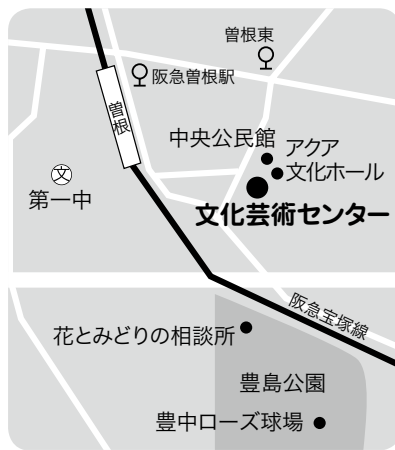 曽根東
阪急曽根駅
曽根
中央公民館
アクア
文化ホール
文
第一中
文化芸術センター
阪急宝塚線
花とみどりの相談所
豊島公園
豊中ローズ球場